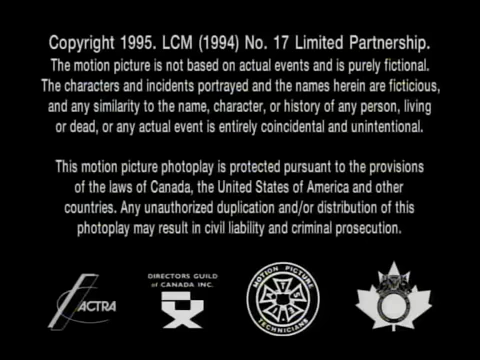 Copyright 1995. LCM (1994) No. 17 Limited Partnership.
The motion picture is not based on actual events and is purely fictional.
The characters and incidents portrayed and the names herein are ficticious,
and any similarity to the name, character, or history of any person, living
or dead, or any actual event is entirely coincidental and unintentional.
This motion picture photoplay is protected pursuant to the provisions
of the laws of Canada, the United States of America and other
countries. Any unauthorized duplication and/or distribution of this
photoplay may result in civil liability and criminal prosecution.
ACTRA
DIRECTORS GUILD
of CANADA INC.
MOTION PICTURE
TECHNICIANS